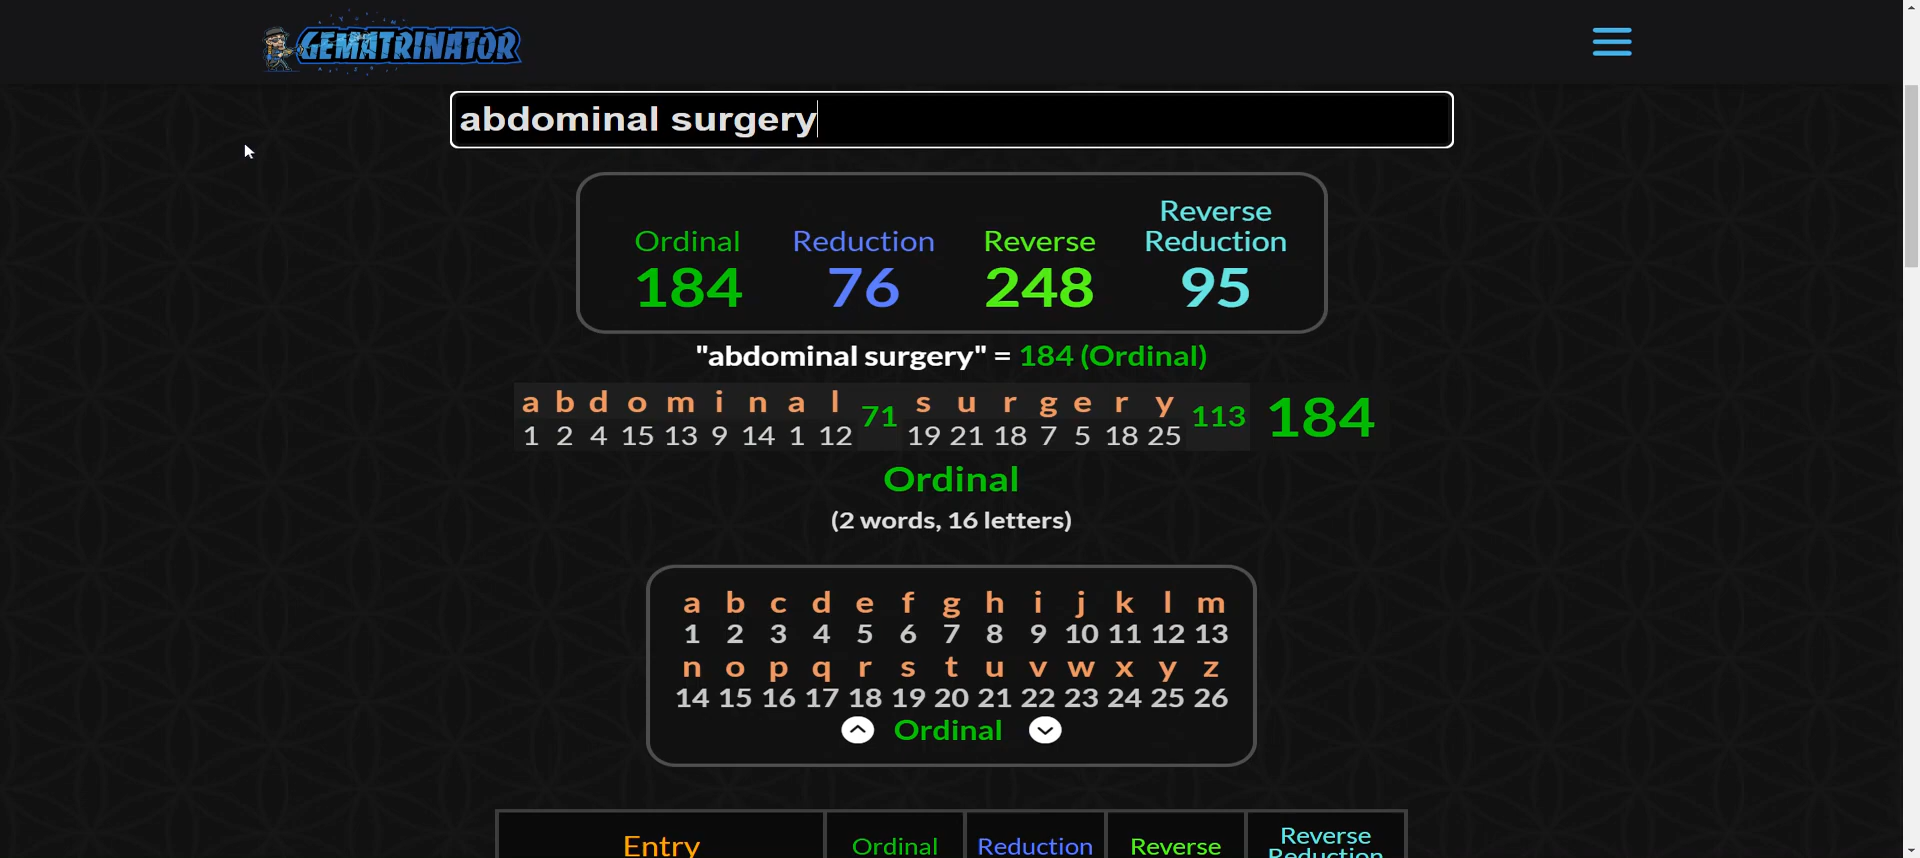 GEMATRINATOR
abdominal surgery
Ordinal Reduction Reverse Reverse Reduction
184 76 248 95
"abdominal surgery" = 184 (Ordinal)
a b d o m i n a l 71 s u r g e r y 113 184
1 2 4 15 13 9 14 1 12 19 21 18 7 5 18 25
Ordinal
(2 words, 16 letters)
a b c d e f g h i j k l m
1 2 3 4 5 6 7 8 9 10 11 12 13
n o p q r s t u v w x y z
14 15 16 17 18 19 20 21 22 23 24 25 26
Ordinal
Entry Ordinal Reduction Reverse Reverse Reduction